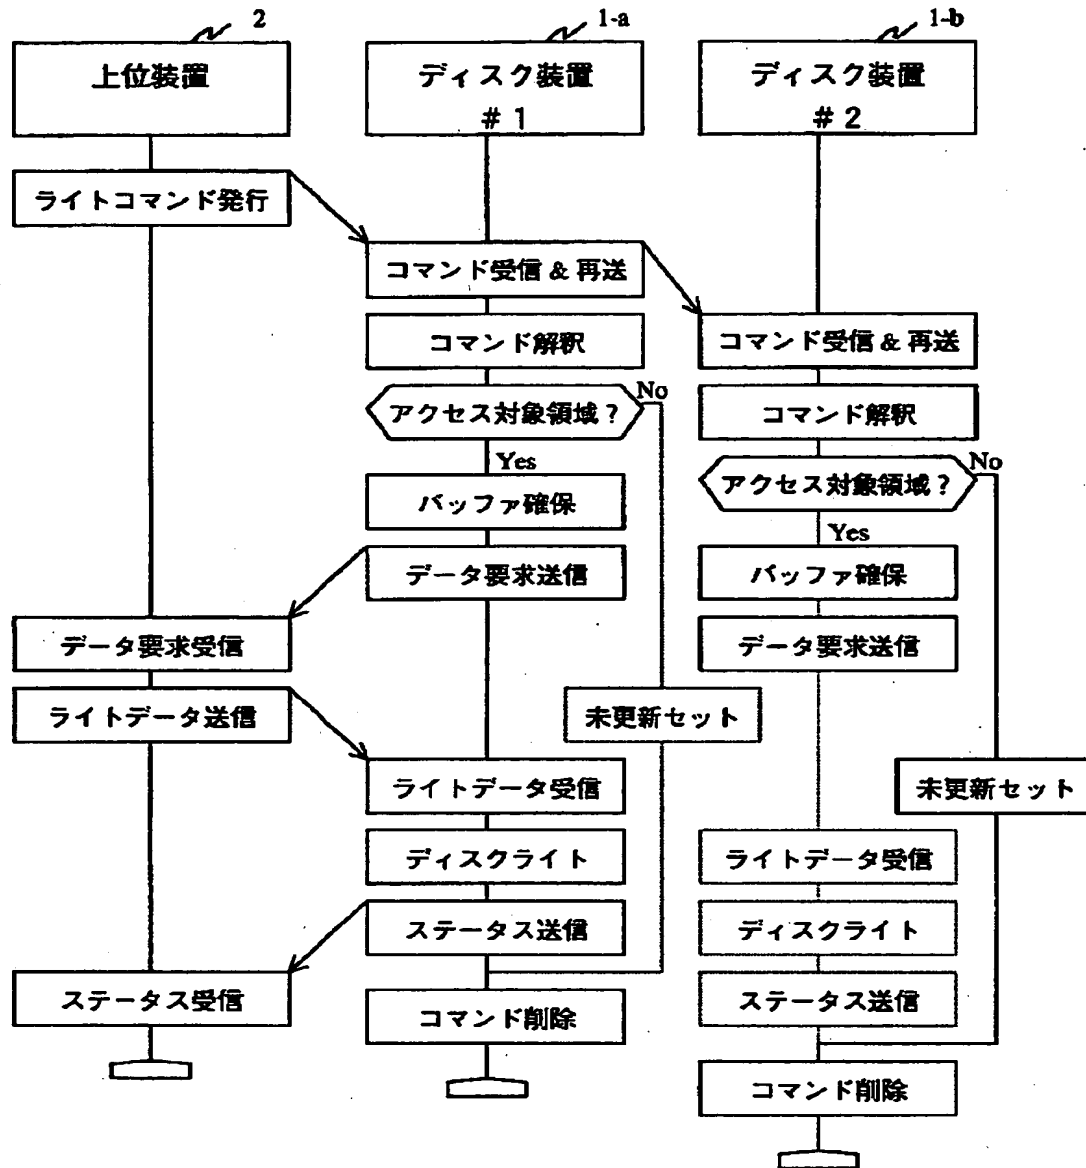 2
1-a
1-b
上位装置
ディスク装置
# 1
ディスク装置
# 2
ライトコマンド発行
コマンド受信 & 再送
コマンド解釈
コマンド受信 & 再送
アクセス対象領域?
No
コマンド解釈
Yes
アクセス対象領域?
No
バッファ確保
Yes
データ要求送信
バッファ確保
データ要求受信
データ要求送信
ライトデータ送信
未更新セット
ライトデータ受信
未更新セット
ディスクライト
ライトデータ受信
ステータス送信
ディスクライト
ステータス受信
ステータス送信
コマンド削除
コマンド削除